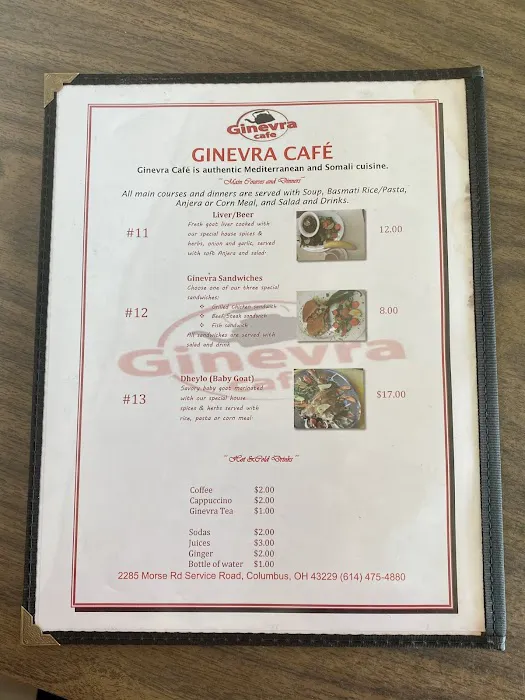 Ginevra
cafe
GINEVRA CAFÉ
Ginevra Café is authentic Mediterranean and Somali cuisine.
~Main Courses and Dinners~
All main courses and dinners are served with Soup, Basmati Rice/Pasta,
Anjera or Corn Meal, and Salad and Drinks.
#11
Liver/Beer
Fresh goat liver cooked with
our special house spices &
herbs, onion and garlic, served
with soft Anjera and salad.
12.00
#12
Ginevra Sandwiches
Choose one of our three special
sandwiches:
Grilled Chicken sandwich
Beef Steak sandwich
Fish sandwich
All sandwiches are served with
salad and drink
8.00
Ginevra
cafe
#13
Dheylo (Baby Goat)
Savory baby goat marinated
with our special house
spices & herbs served with
rice, pasta or corn meal
$17.00
~Hot & Cold Drinks~
Coffee $2.00
Cappuccino $2.00
Ginevra Tea $1.00
Sodas $2.00
Juices $3.00
Ginger $2.00
Bottle of water $1.00
2285 Morse Rd Service Road, Columbus, OH 43229 (614) 475-4880